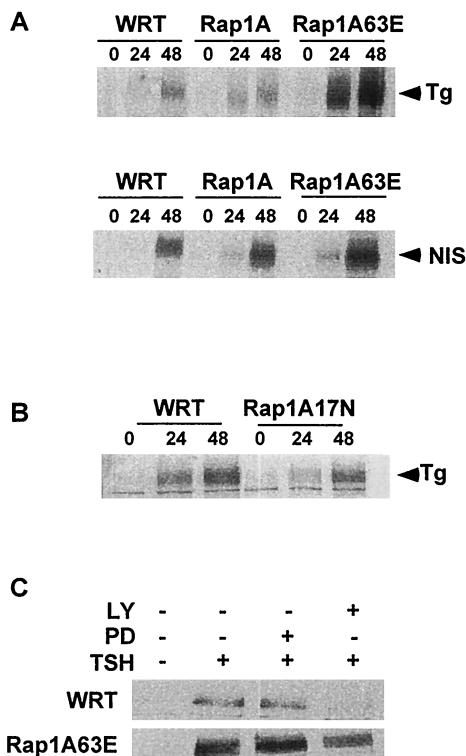 A
WRT Rap1A Rap1A63E
0 24 48 0 24 48 0 24 48
Tg
WRT Rap1A Rap1A63E
0 24 48 0 24 48 0 24 48
NIS
B
WRT Rap1A17N
0 24 48 0 24 48
Tg
C
LY - - - +
PD - - + -
TSH - + + +
WRT
Rap1A63E